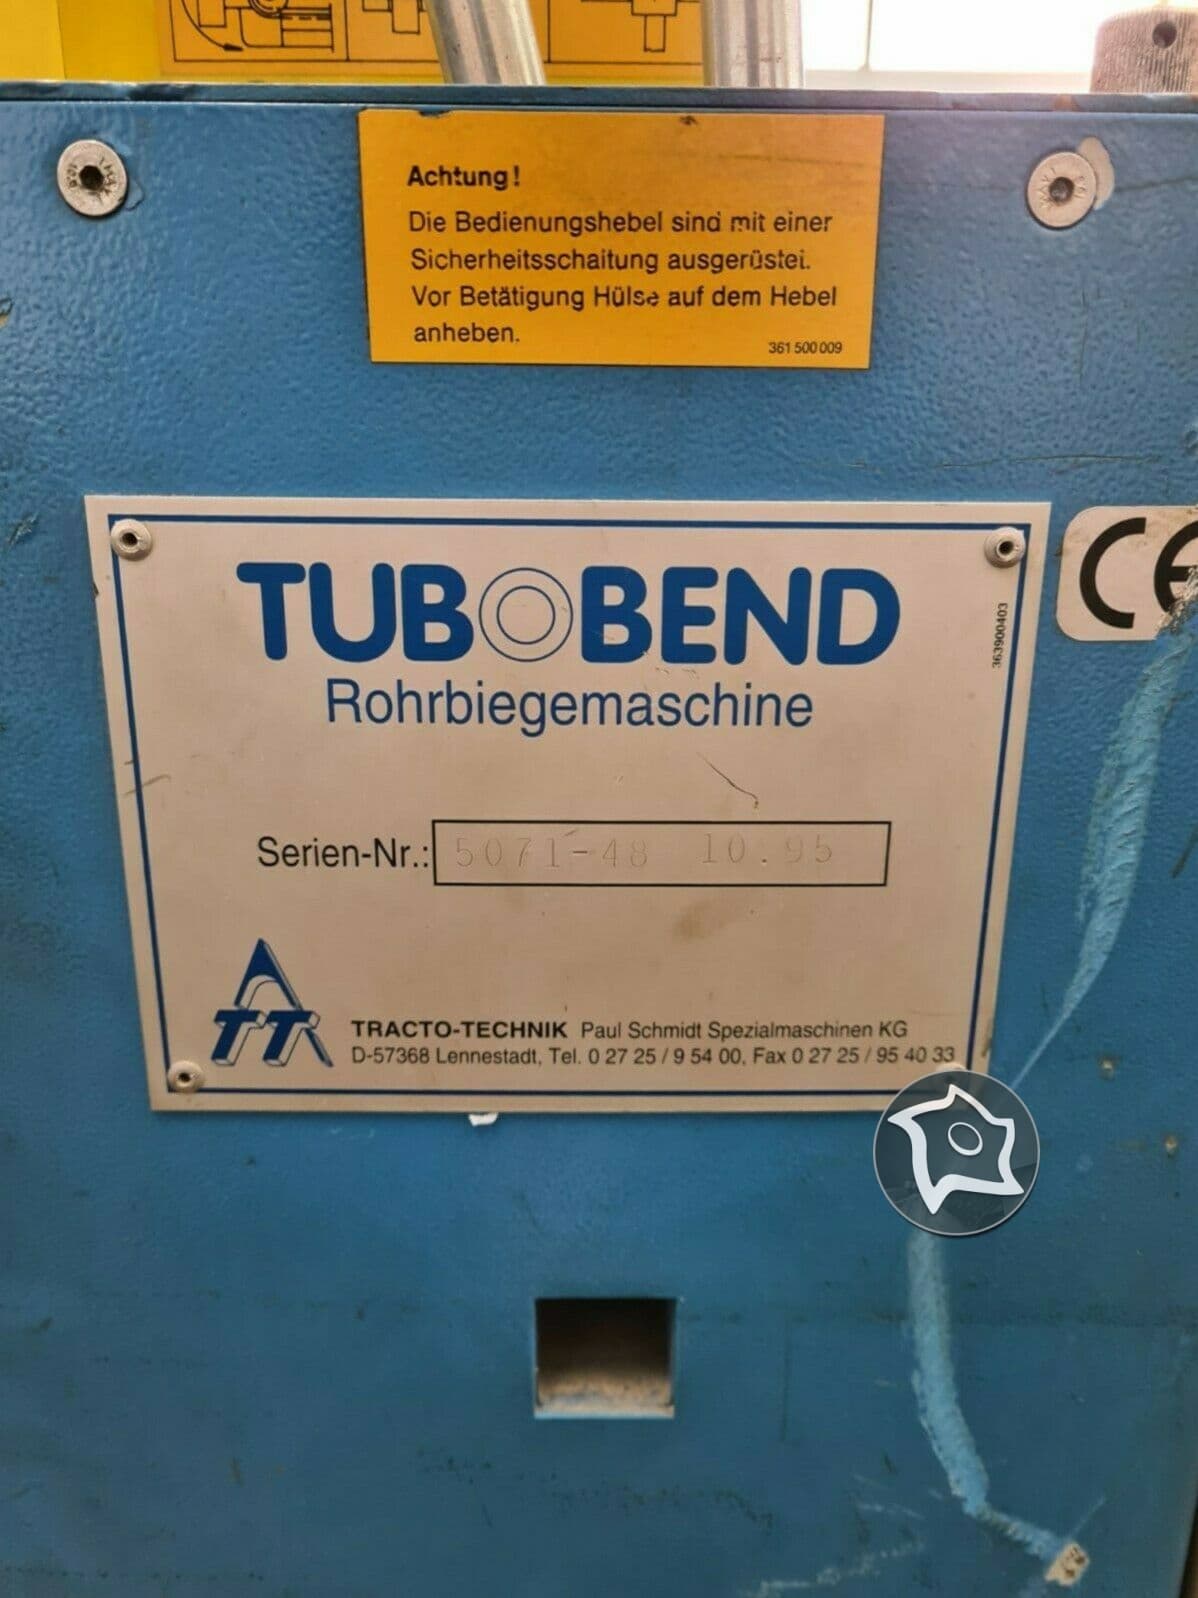 Achtung!
Die Bedienungshebel sind mit einer
Sicherheitsschaltung ausgerüstet.
Vor Betätigung Hülse auf dem Hebel
anheben.
361 500 009
CE
TUBOBEND
363900403
Rohrbiegemaschine
Serien-Nr.: 5071-48 10.95
TT
TRACTO-TECHNIK Paul Schmidt Spezialmaschinen KG
D-57368 Lennestadt, Tel. 0 27 25 / 9 54 00, Fax 0 27 25 / 95 40 33